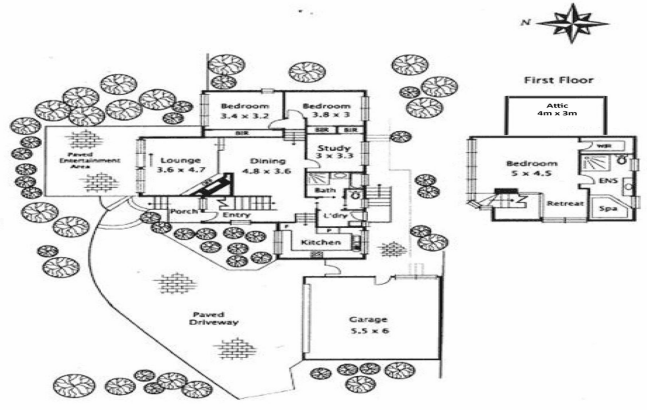 N
First Floor
Attic
4m x 3m
Bedroom
3.4 x 3.2
Bedroom
3.8 x 3
BIR
BIR
BIR
Study
3 x 3.3
Paved
Entertainment
Area
Lounge
3.6 x 4.7
Dining
4.8 x 3.6
Bath
Porch
Entry
L'dry
F
P
Kitchen
Paved
Driveway
Garage
5.5 x 6
WIR
Bedroom
5 x 4.5
ENS
Retreat
Spa